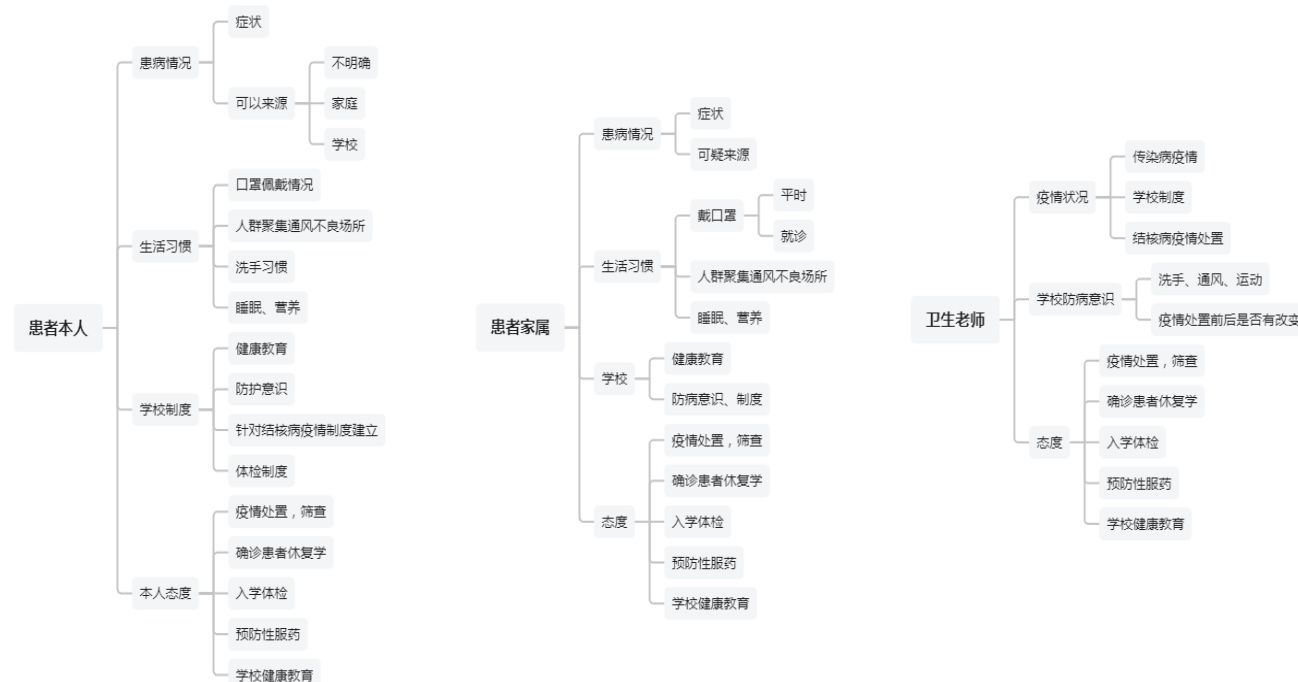 患者本人
患病情况
症状
可以来源
不明确
家庭
学校
生活习惯
口罩佩戴情况
人群聚集通风不良场所
洗手习惯
睡眠、营养
学校制度
健康教育
防护意识
针对结核病疫情制度建立
体检制度
本人态度
疫情处置，筛查
确诊患者休复学
入学体检
预防性服药
学校健康教育
患者家属
患病情况
症状
可疑来源
生活习惯
戴口罩
平时
就诊
人群聚集通风不良场所
睡眠、营养
学校
健康教育
防病意识、制度
态度
疫情处置，筛查
确诊患者休复学
入学体检
预防性服药
学校健康教育
卫生老师
疫情状况
传染病疫情
学校制度
结核病疫情处置
学校防病意识
洗手、通风、运动
疫情处置前后是否有改变
态度
疫情处置，筛查
确诊患者休复学
入学体检
预防性服药
学校健康教育